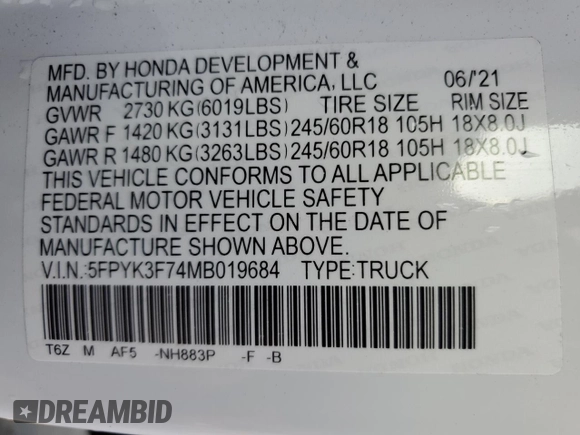 MFD. BY HONDA DEVELOPMENT &
MANUFACTURING OF AMERICA, LLC 06/'21
GVWR 2730 KG(6019LBS) TIRE SIZE RIM SIZE
GAWR F 1420 KG(3131LBS)245/60R18 105H 18X8.0J
GAWR R 1480 KG(3263LBS)245/60R18 105H 18X8.0J
THIS VEHICLE CONFORMS TO ALL APPLICABLE
FEDERAL MOTOR VEHICLE SAFETY
STANDARDS IN EFFECT ON THE DATE OF
MANUFACTURE SHOWN ABOVE.
V.I.N.:5FPYK3F74MB019684 TYPE:TRUCK
T6Z M AF5 -NH883P -F -B
DREAMBID